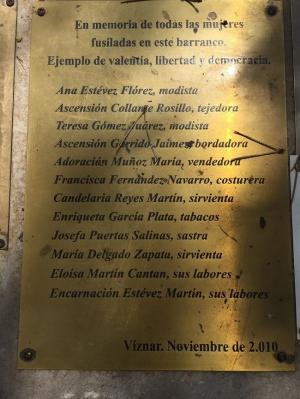 En memoria de todas las mujeres
fusiladas en este barranco.
Ejemplo de valentía, libertad y democracia.
Ana Estévez Flórez, modista
Ascensión Collante Rosillo, tejedora
Teresa Gómez Juárez, modista
Ascensión Garrido Jaimes, bordadora
Adoración Muñoz María, vendedora
Francisca Fernández Navarro, costurera
Candelaria Reyes Martín, sirvienta
Enriqueta García Plata, tabacos
Josefa Puertas Salinas, sastra
María Delgado Zapata, sirvienta
Eloísa Martín Cantan, sus labores
Encarnación Estévez Martín, sus labores
Víznar. Noviembre de 2.010